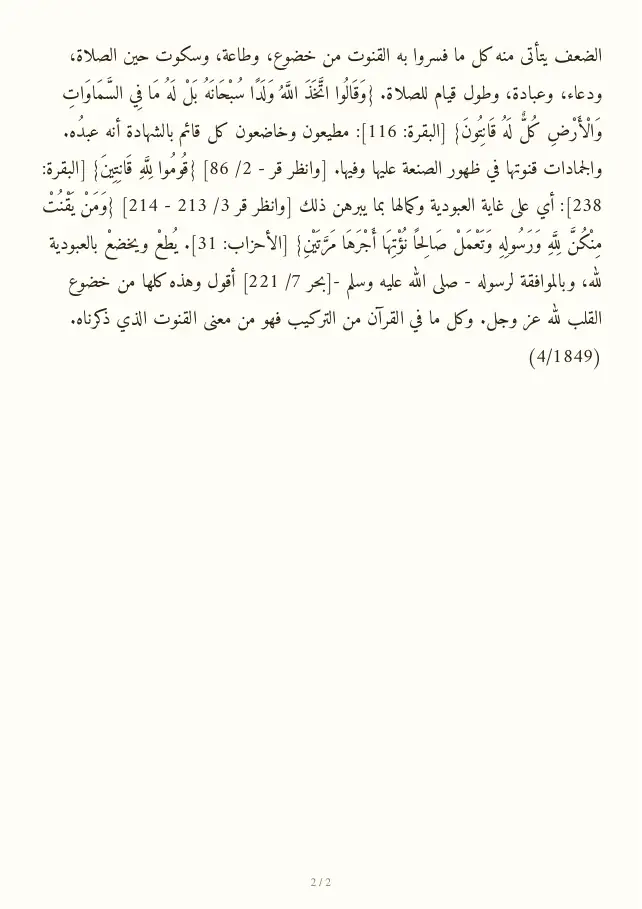 الضعف يتأتى منه كل ما فسروا به القنوت من خضوع، وطاعة، وسكوت حين الصلاة،
ودعاء، وعبادة، وطول قيام للصلاة. {وَقَالُوا اتَّخَذَ اللَّهُ وَلَدًا سُبْحَانَهُ بَلْ لَهُ مَا فِي السَّمَاوَاتِ
وَالْأَرْضِ كُلٌّ لَهُ قَانِتُونَ} [البقرة: 116]: مطيعون وخاضعون كل قائم بالشهادة أنه عبدُه.
والجمادات قنوتها في ظهور الصنعة عليها وفيها. [وانظر قر - 2/ 86] {قُومُوا لِلَّهِ قَانِتِينَ} [البقرة:
238]: أي على غاية العبودية وكمالها بما يبرهن ذلك [وانظر قر 3/ 213 - 214] {وَمَنْ يَقْنُتْ
مِنْكُنَّ لِلَّهِ وَرَسُولِهِ وَتَعْمَلْ صَالِحًا نُؤْتِهَا أَجْرَهَا مَرَّتَيْنِ} [الأحزاب: 31]. يُطعْ ويخضعْ بالعبودية
لله، وبالموافقة لرسوله - صلى الله عليه وسلم -[بحر 7/ 221] أقول وهذه كلها من خضوع
القلب لله عز وجل. وكل ما في القرآن من التركيب فهو من معنى القنوت الذي ذكرناه.
(4/1849)
2 / 2